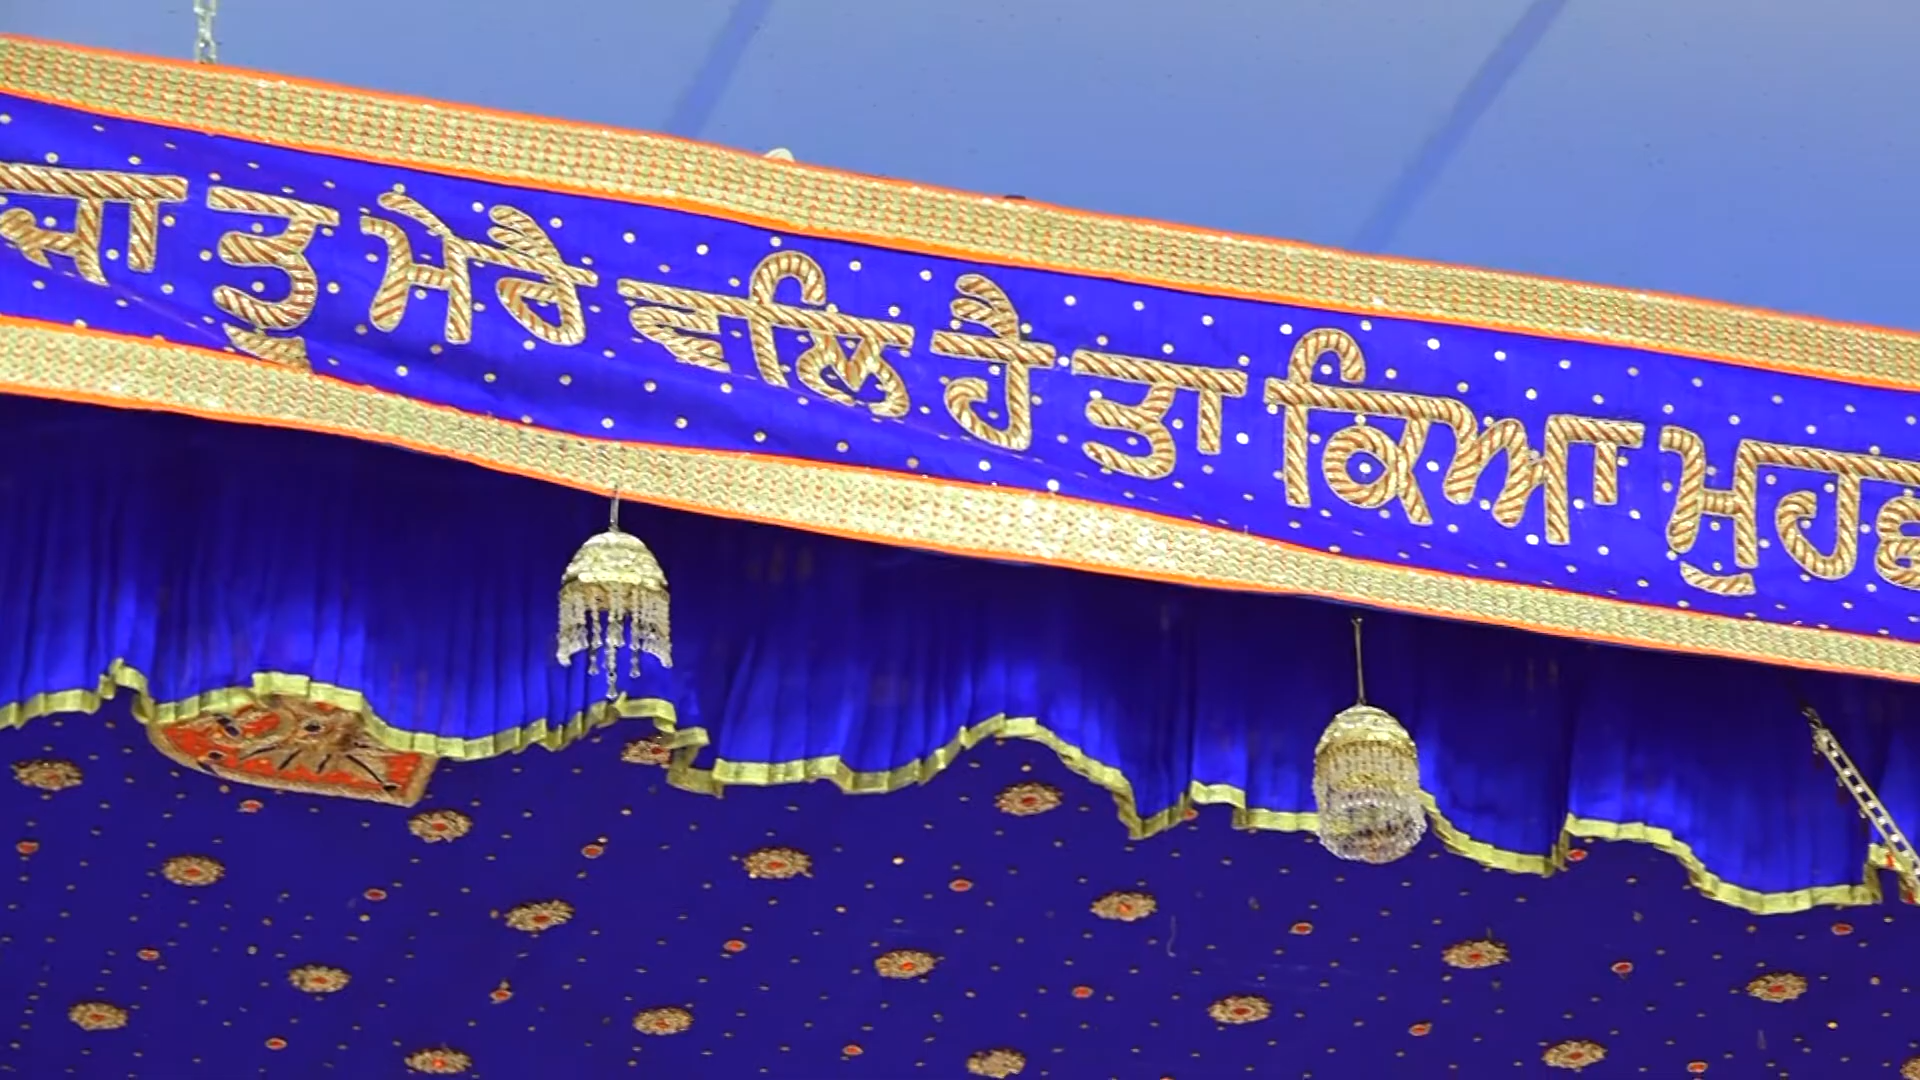 ਜਾ ਤੂ ਮੇਰੈ ਵਲਿ ਹੈ ਤਾ ਕਿਆ